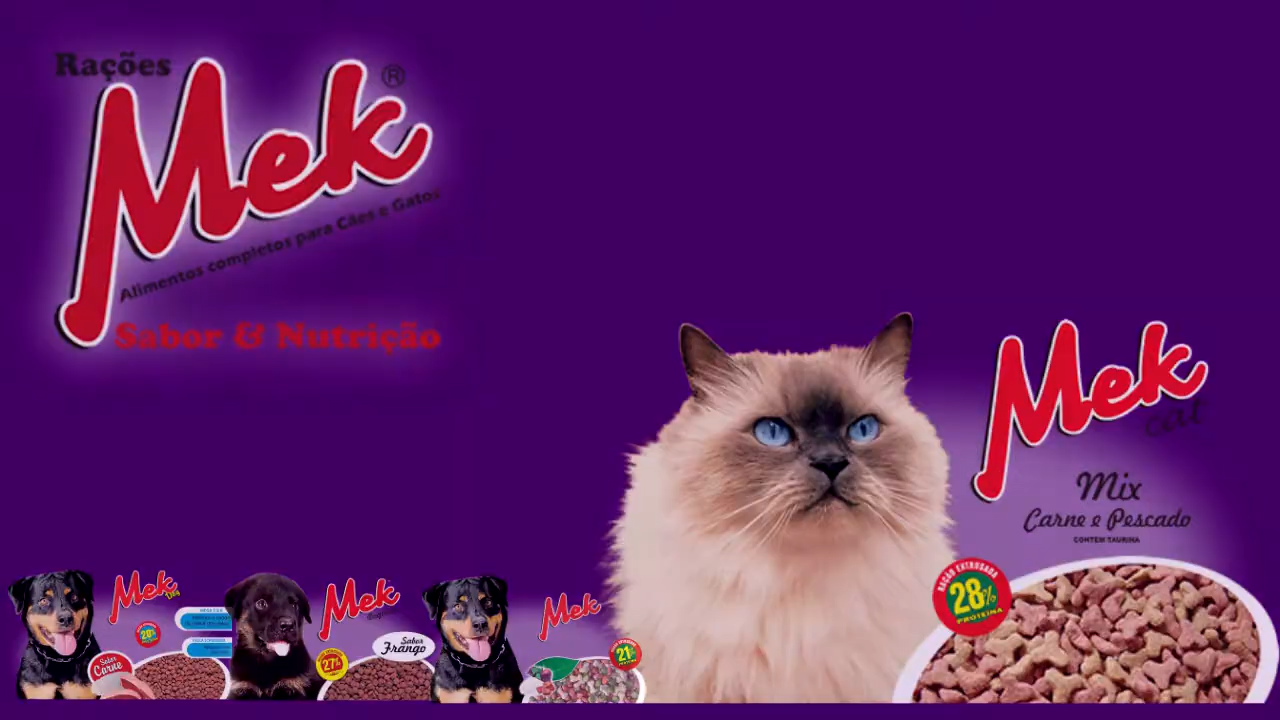 Rações
Mek®
Alimentos completos para Cães e Gatos
Sabor & Nutrição
Mek
cat
Mix
Carne e Pescado
CONTÉM TAURINA
RAÇÃO EXTRUSADA
28%
PROTEÍNA
Mek
Sabor
Carne
Mek
27%
Sabor
Frango
Mek
21%